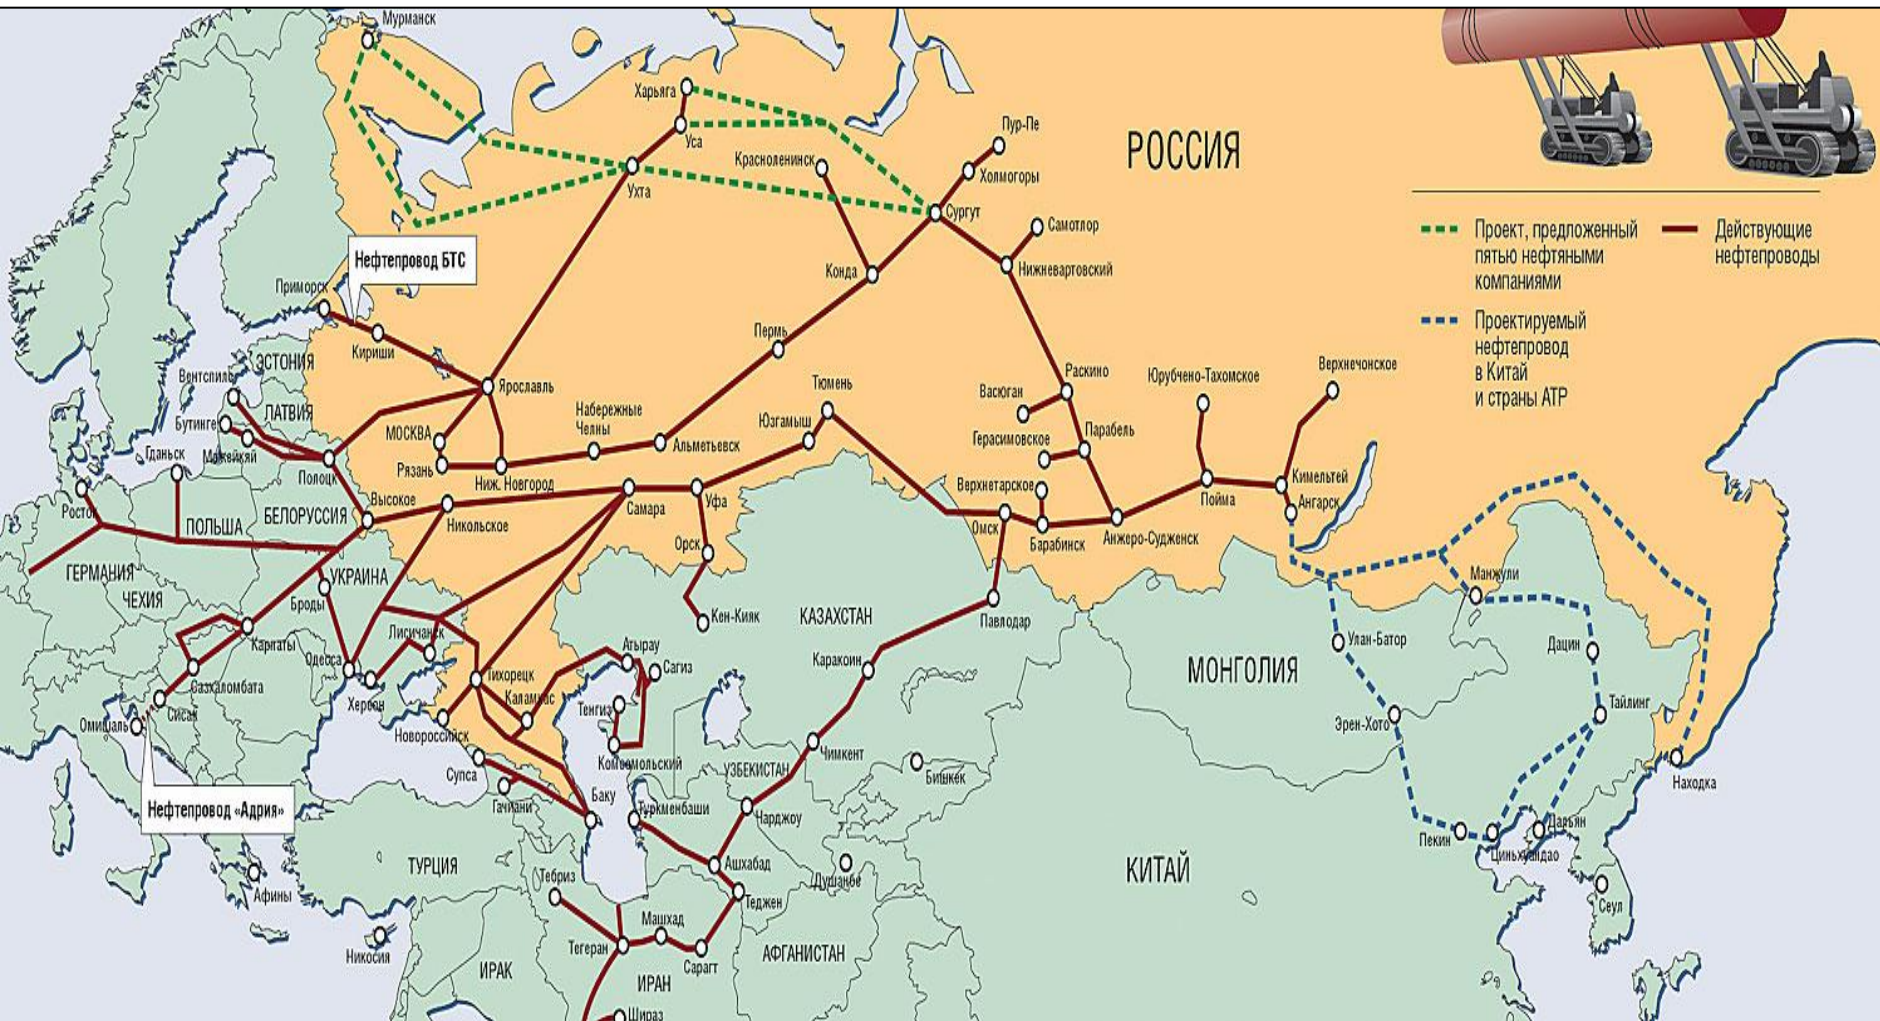 Мурманск
Харьяга
Уса
Пур-Пе
Красноленинск
Холмогоры
Ухта
РОССИЯ
Сургут
Самотлор
Конда
Нижневартовский
Нефтепровод БТС
Проект, предложенный
пятью нефтяными
компаниями
Действующие
нефтепроводы
Проектируемый
нефтепровод
в Китай
и страны АТР
Приморск
Кириши
Пермь
ЭСТОНИЯ
Вентспилс
ЛАТВИЯ
Бутинге
Мажейкяй
Гданьск
Полоцк
Ярославль
МОСКВА
Рязань
Ниж. Новгород
Набережные
Челны
Альметьевск
Тюмень
Юзгамыш
Раскино
Васюган
Герасимовское
Парабель
Юрубчено-Тахомское
Верхнечонское
Верхнетарское
Пойма
Кимельтей
Ангарск
Омск
Барабинск
Анжеро-Судженск
Росток
ПОЛЬША
БЕЛОРУССИЯ
Высокое
Никольское
Самара
Уфа
Орск
ГЕРМАНИЯ
ЧЕХИЯ
УКРАИНА
Броды
Кен-Кияк
КАЗАХСТАН
Павлодар
Манжули
Карпаты
Лисичанск
Одесса
Херсон
Атырау
Сагиз
Каракоин
МОНГОЛИЯ
Улан-Батор
Дацин
Сазхаломбата
Сисак
Омишаль
Тихорецк
Каламкас
Новороссийск
Тенгиз
Комсомольский
Чимкент
Эрен-Хото
Тайлинг
Находка
Супса
Гачиани
Баку
УЗБЕКИСТАН
Бишкек
Нефтепровод «Адрия»
Туркменбаши
Чарджоу
Ашхабад
Душанбе
Теджен
ТУРЦИЯ
КИТАЙ
Пекин
Циньхуандао
Дальян
Сеул
Афины
Никосия
Тебриз
Тегеран
Машхад
Сарагт
АФГАНИСТАН
ИРАК
ИРАН
Шираз